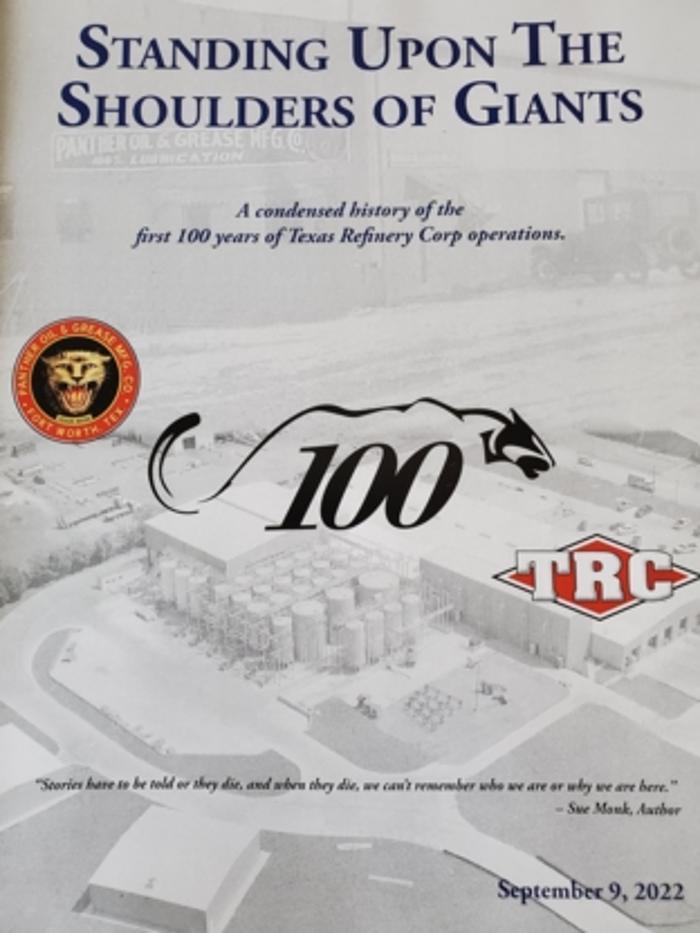 STANDING UPON THE
SHOULDERS OF GIANTS
PANTHER OIL & GREASE MFG. CO.
100% LUBRICATION
A condensed history of the
first 100 years of Texas Refinery Corp operations.
PANTHER OIL & GREASE MFG. CO.
FORT WORTH, TEX
100
TRC
"Stories have to be told or they die, and when they die, we can't remember who we are or why we are here."
– Sue Monk, Author
September 9, 2022